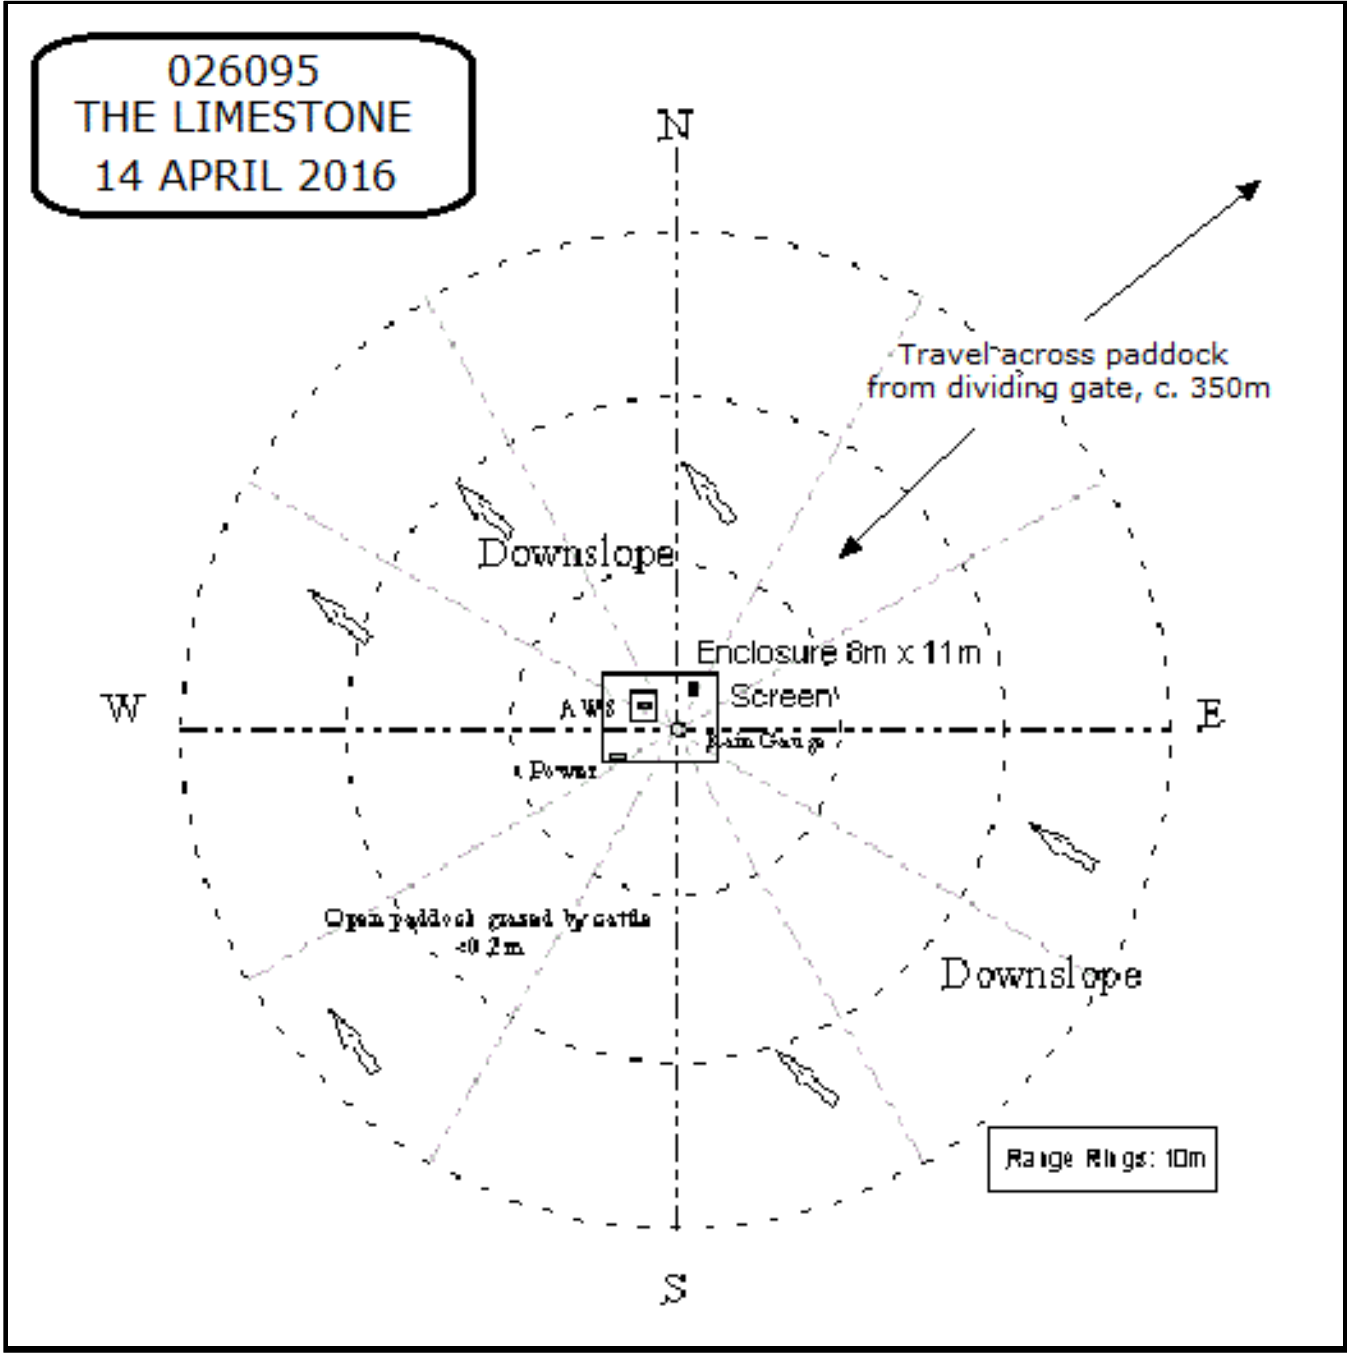 026095
THE LIMESTONE
14 APRIL 2016
N
Travel across paddock
from dividing gate, c. 350m
Downslope
Enclosure 8m x 11m
Screen
W
AWS
E
Rain Gauge
Power
Open paddock grazed by cattle
<0.2m
Downslope
Range Rings: 10m
S